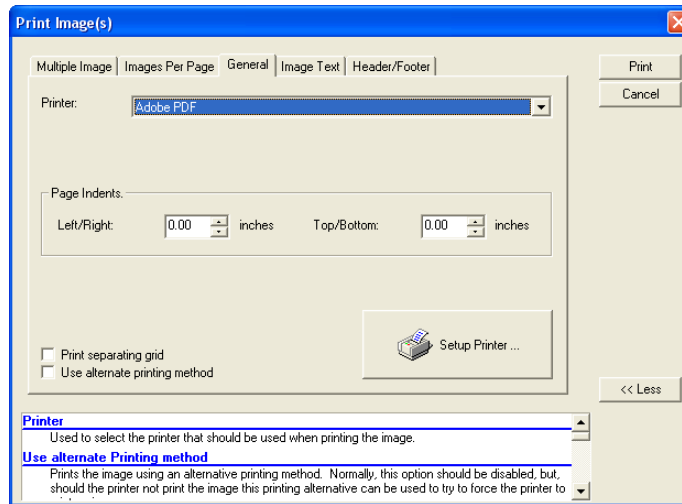 Print Image(s)
Multiple Image Images Per Page General Image Text Header/Footer
Print
Cancel
Printer: Adobe PDF
Page Indents.
Left/Right: 0.00 inches Top/Bottom: 0.00 inches
Setup Printer ...
Print separating grid
Use alternate printing method
<< Less
Printer
Used to select the printer that should be used when printing the image.
Use alternate Printing method
Prints the image using an alternative printing method. Normally, this option should be disabled, but,
should the printer not print the image this printing alternative can be used to try to force the printer to